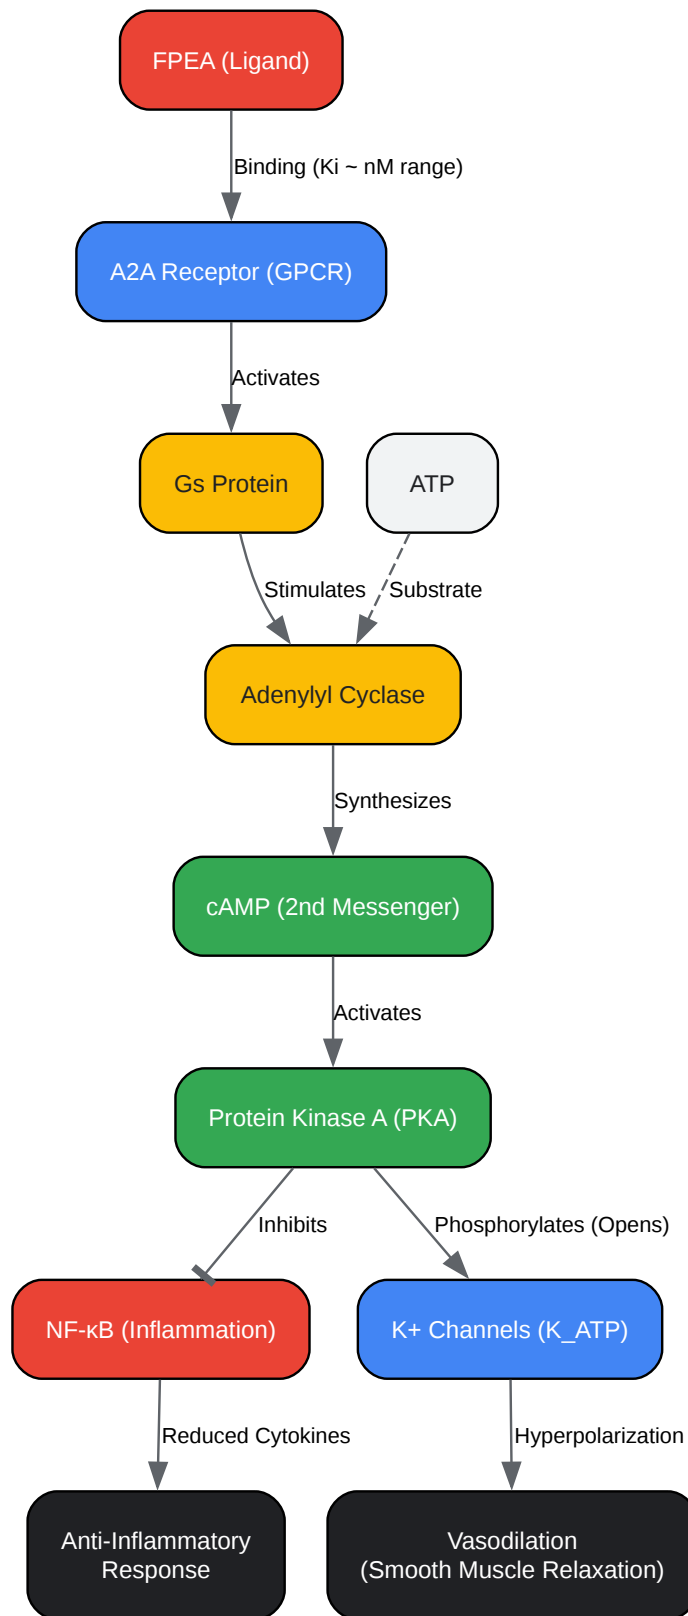 FPEA (Ligand)
Binding (Ki ~ nM range)
A2A Receptor (GPCR)
Activates
Gs Protein
ATP
Stimulates
Substrate
Adenylyl Cyclase
Synthesizes
cAMP (2nd Messenger)
Activates
Protein Kinase A (PKA)
Inhibits
Phosphorylates (Opens)
NF-κB (Inflammation)
K+ Channels (K_ATP)
Reduced Cytokines
Hyperpolarization
Anti-Inflammatory
Response
Vasodilation
(Smooth Muscle Relaxation)